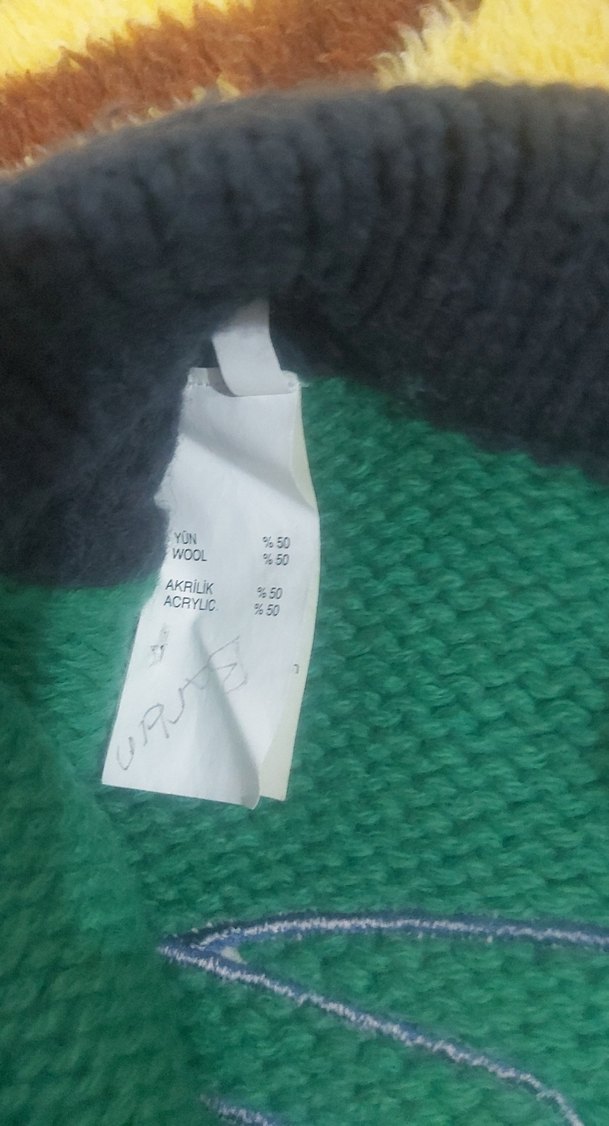 YÜN % 50
WOOL % 50
AKRİLİK % 50
ACRYLIC. % 50